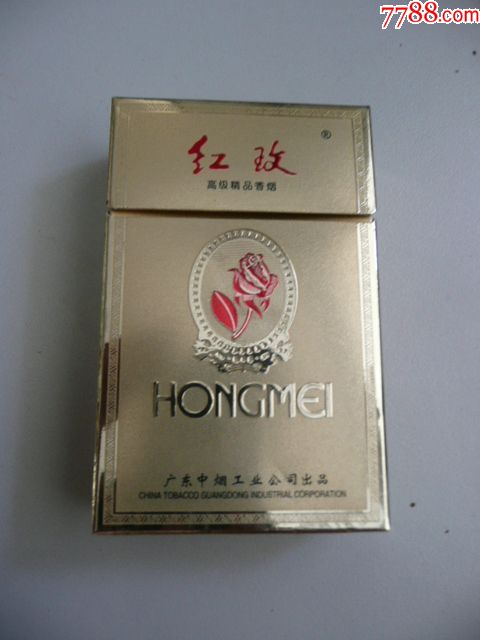 7788.com
红玫®
高级精品香烟
HONGMEI
广东中烟工业公司出品
CHINA TOBACCO GUANGDONG INDUSTRIAL CORPORATION